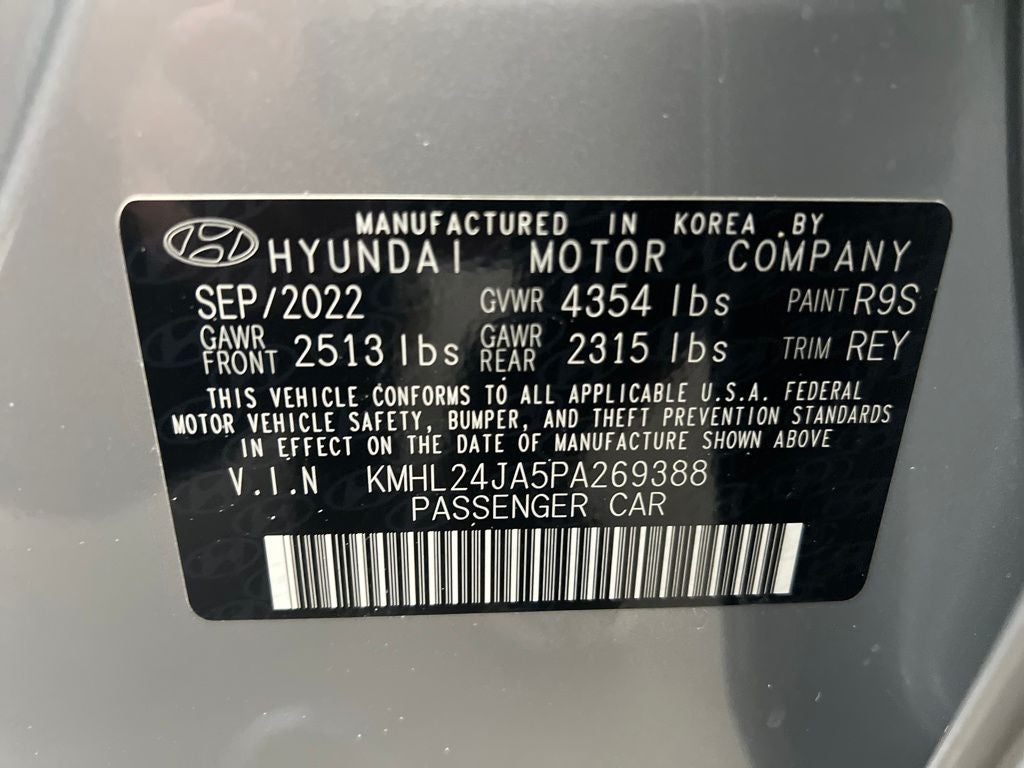 MANUFACTURED IN KOREA BY
HYUNDAI MOTOR COMPANY
SEP/2022 GVWR 4354 lbs PAINT R9S
GAWR FRONT 2513 lbs GAWR REAR 2315 lbs TRIM REY
THIS VEHICLE CONFORMS TO ALL APPLICABLE U.S.A. FEDERAL
MOTOR VEHICLE SAFETY, BUMPER, AND THEFT PREVENTION STANDARDS
IN EFFECT ON THE DATE OF MANUFACTURE SHOWN ABOVE
V.I.N KMHL24JA5PA269388
PASSENGER CAR